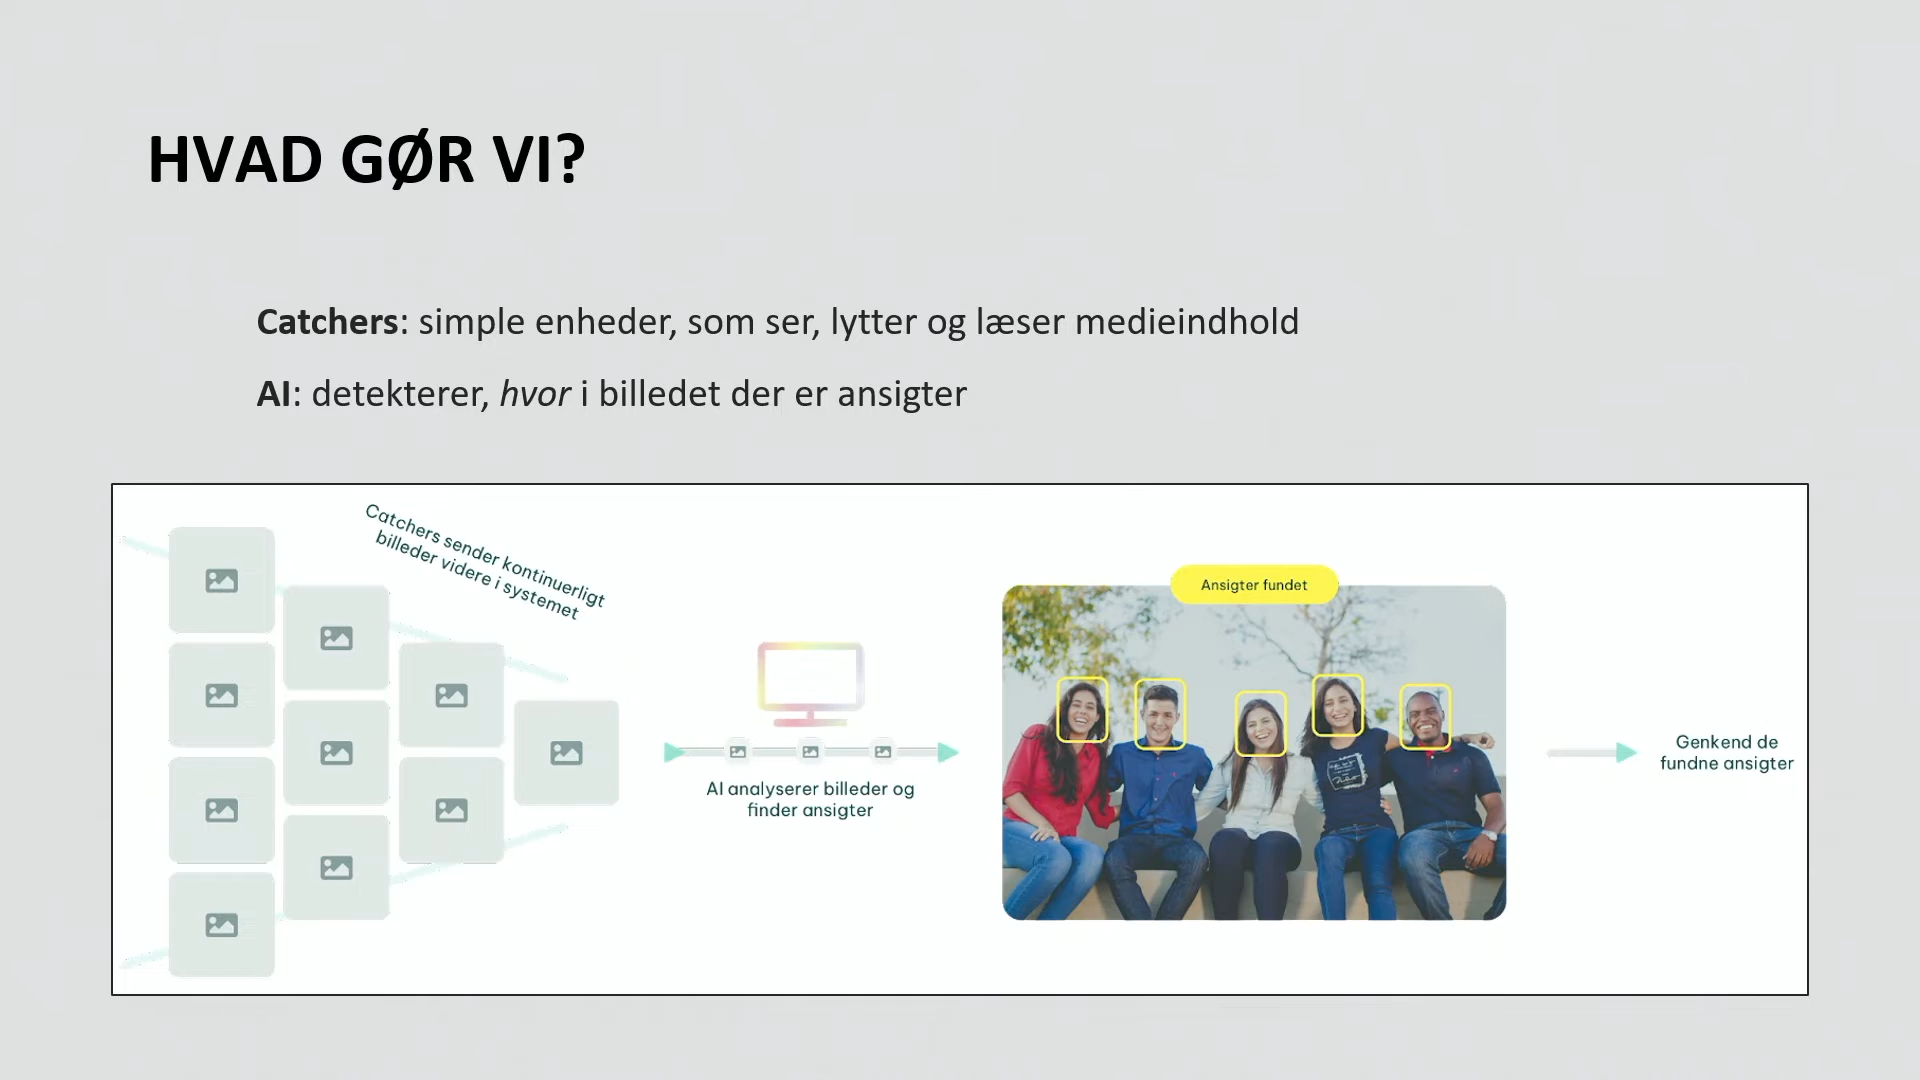 HVAD GØR VI?
Catchers: simple enheder, som ser, lytter og læser medieindhold
AI: detekterer, hvor i billedet der er ansigter
Catchers sender kontinuerligt
billeder videre i systemet
AI analyserer billeder og
finder ansigter
Ansigter fundet
Genkend de
fundne ansigter